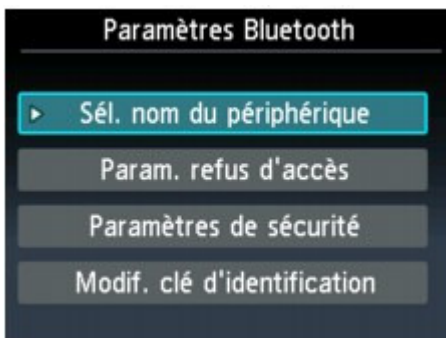 Paramètres Bluetooth
Sél. nom du périphérique
Param. refus d'accès
Paramètres de sécurité
Modif. clé d'identification